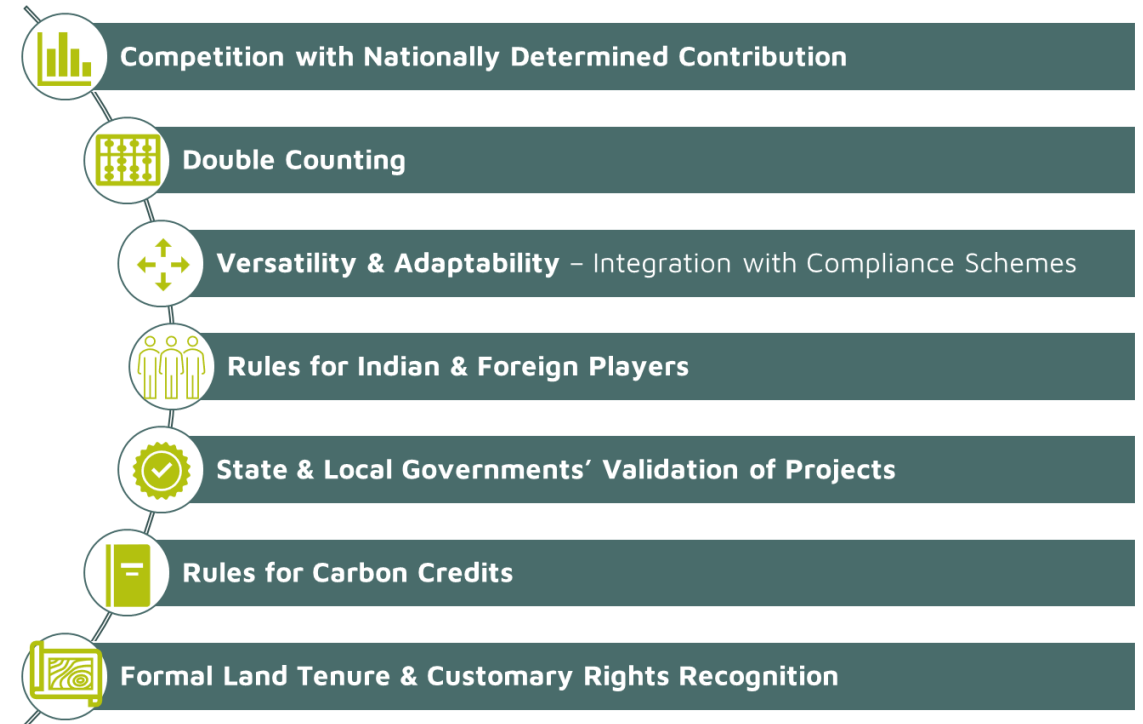 Competition with Nationally Determined Contribution
Double Counting
Versatility & Adaptability – Integration with Compliance Schemes
Rules for Indian & Foreign Players
State & Local Governments’ Validation of Projects
Rules for Carbon Credits
Formal Land Tenure & Customary Rights Recognition